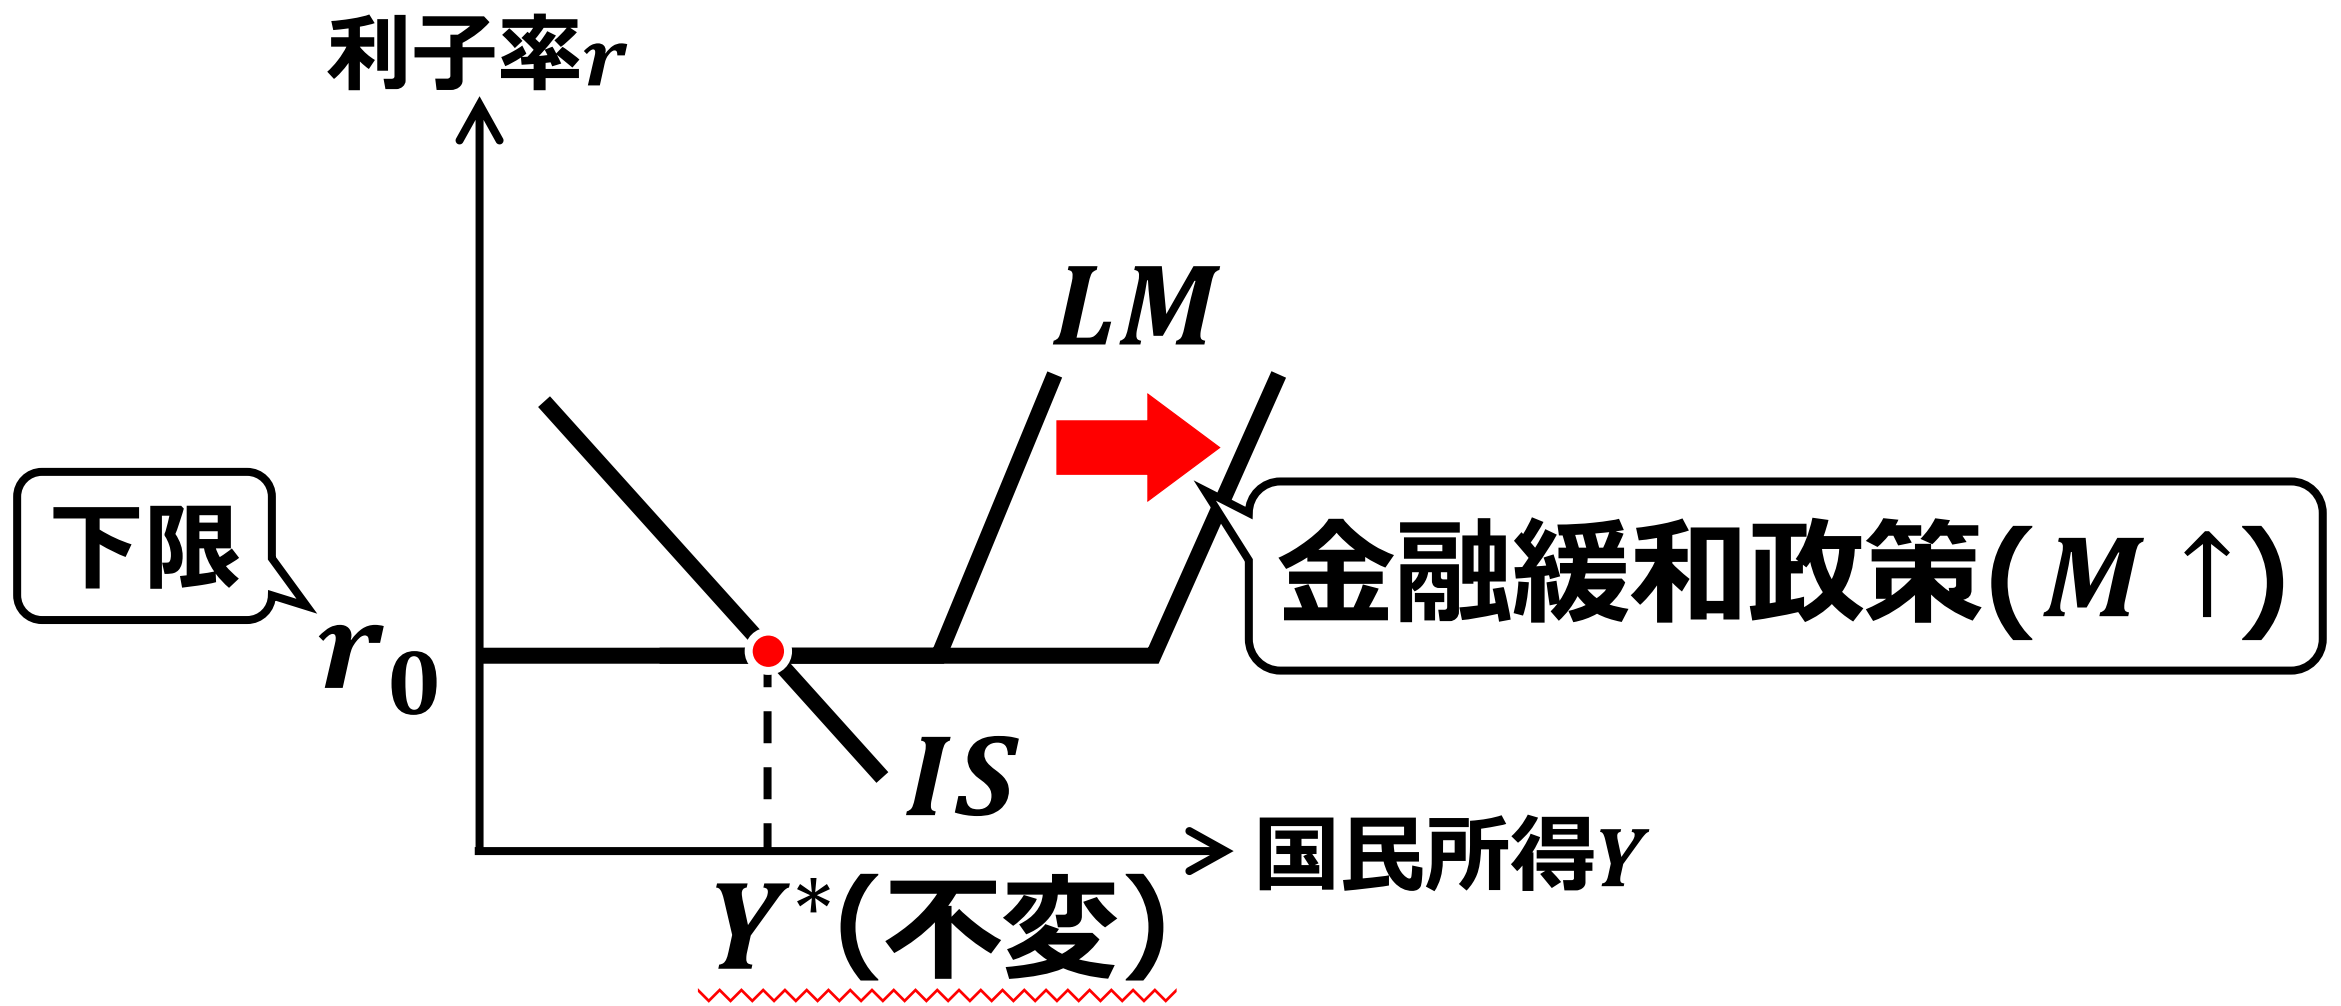 利子率r
LM
下限
金融緩和政策(M ↑)
r0
IS
国民所得Y
Y*(不変)